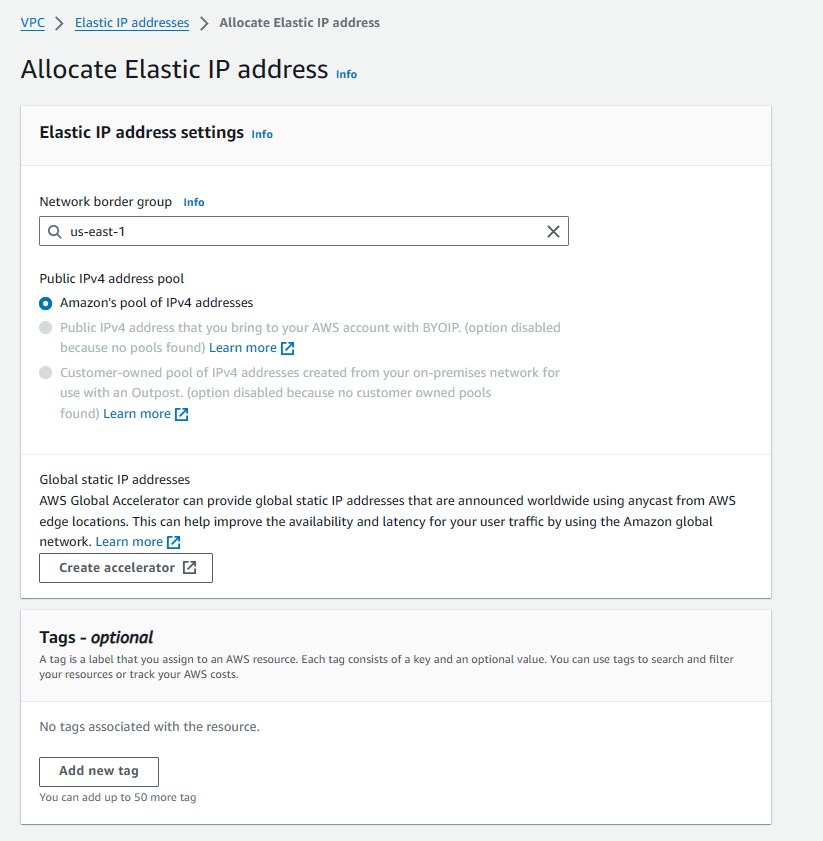 VPC > Elastic IP addresses > Allocate Elastic IP address
Allocate Elastic IP address Info
Elastic IP address settings Info
Network border group Info
us-east-1
Public IPv4 address pool
Amazon's pool of IPv4 addresses
Public IPv4 address that you bring to your AWS account with BYOIP. (option disabled
because no pools found) Learn more
Customer-owned pool of IPv4 addresses created from your on-premises network for
use with an Outpost. (option disabled because no customer owned pools
found) Learn more
Global static IP addresses
AWS Global Accelerator can provide global static IP addresses that are announced worldwide using anycast from AWS
edge locations. This can help improve the availability and latency for your user traffic by using the Amazon global
network. Learn more
Create accelerator
Tags - optional
A tag is a label that you assign to an AWS resource. Each tag consists of a key and an optional value. You can use tags to search and filter
your resources or track your AWS costs.
No tags associated with the resource.
Add new tag
You can add up to 50 more tag